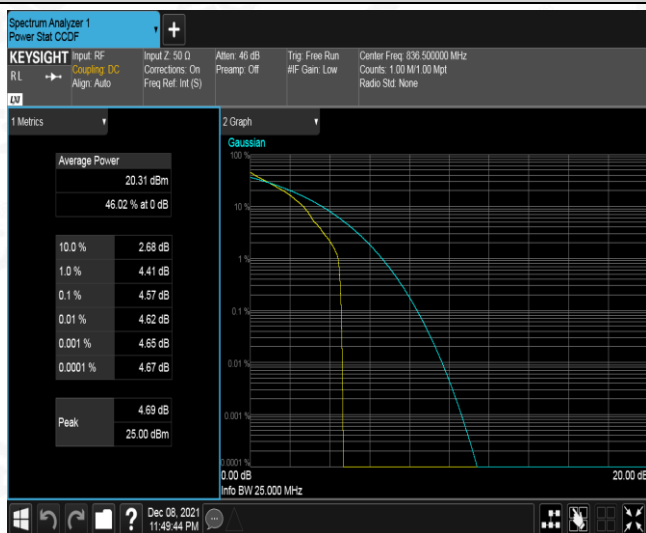 Spectrum Analyzer 1
Power Stat CCDF
+
KEYSIGHT
RL
LXI
Input: RF
Coupling: DC
Align: Auto
Input Z: 50 Ω
Corrections: On
Freq Ref: Int (S)
Atten: 46 dB
Preamp: Off
Trig: Free Run
#IF Gain: Low
Center Freq: 836.500000 MHz
Counts: 1.00 M/1.00 Mpt
Radio Std: None
1 Metrics
Average Power
20.31 dBm
46.02 % at 0 dB
10.0 % 2.68 dB
1.0 % 4.41 dB
0.1 % 4.57 dB
0.01 % 4.62 dB
0.001 % 4.65 dB
0.0001 % 4.67 dB
Peak
4.69 dB
25.00 dBm
2 Graph
Gaussian
100 %
10 %
1 %
0.1 %
0.01 %
0.001 %
0.0001 %
0.00 dB
20.00 dB
Info BW 25.000 MHz
?
Dec 08, 2021
11:49:44 PM